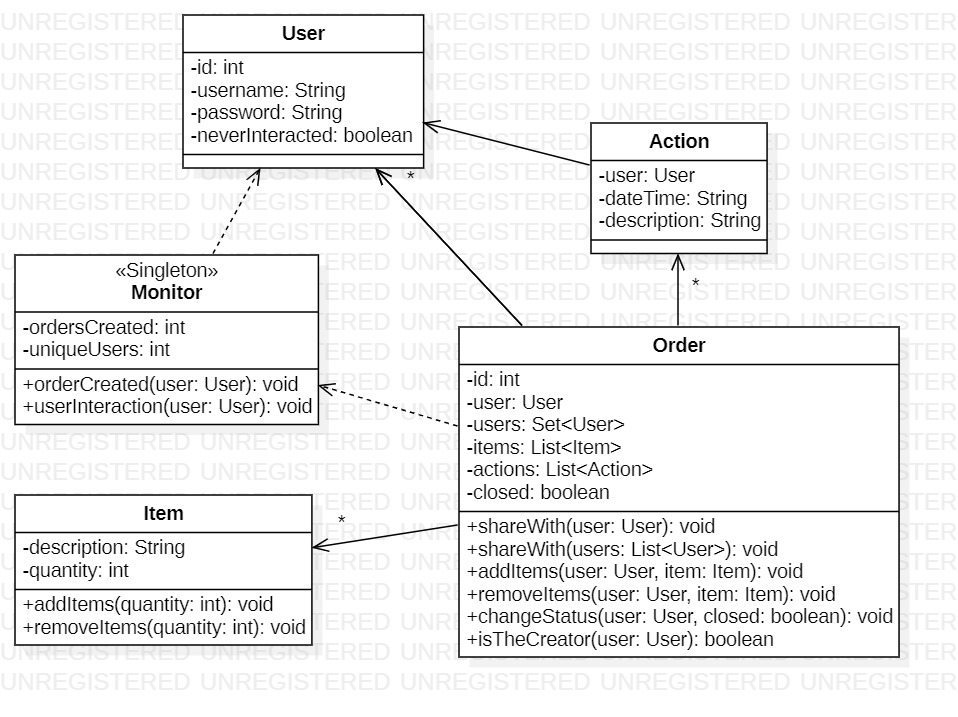 User
-id: int
-username: String
-password: String
-neverInteracted: boolean
Action
-user: User
-dateTime: String
-description: String
*
*
«Singleton»
Monitor
-ordersCreated: int
-uniqueUsers: int
+orderCreated(user: User): void
+userInteraction(user: User): void
Order
-id: int
-user: User
-users: Set<User>
-items: List<Item>
-actions: List<Action>
-closed: boolean
+shareWith(user: User): void
+shareWith(users: List<User>): void
+addItems(user: User, item: Item): void
+removeItems(user: User, item: Item): void
+changeStatus(user: User, closed: boolean): void
+isTheCreator(user: User): boolean
*
Item
-description: String
-quantity: int
+addItems(quantity: int): void
+removeItems(quantity: int): void
UNREGISTERED UNREGISTERED UNREGISTERED UNREGISTERED UNREGISTER